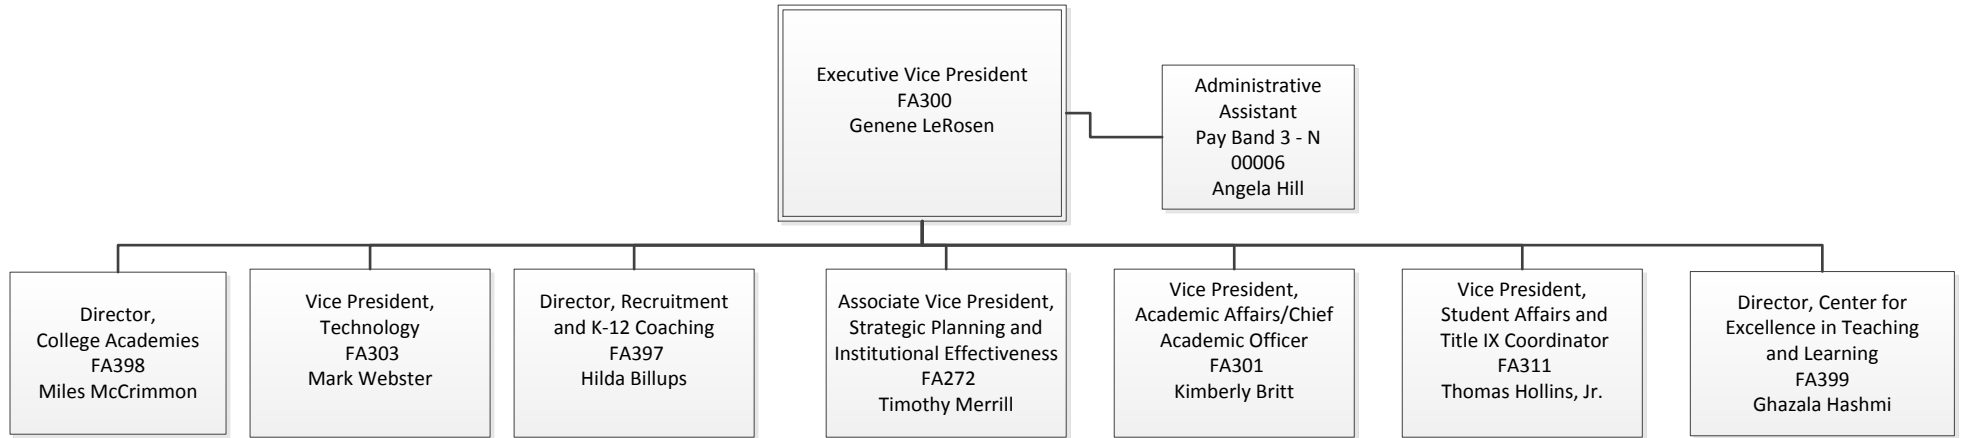 Executive Vice President
FA300
Genene LeRosen
Administrative
Assistant
Pay Band 3 - N
00006
Angela Hill
Director,
College Academies
FA398
Miles McCrimmon
Vice President,
Technology
FA303
Mark Webster
Director, Recruitment
and K-12 Coaching
FA397
Hilda Billups
Associate Vice President,
Strategic Planning and
Institutional Effectiveness
FA272
Timothy Merrill
Vice President,
Academic Affairs/Chief
Academic Officer
FA301
Kimberly Britt
Vice President,
Student Affairs and
Title IX Coordinator
FA311
Thomas Hollins, Jr.
Director, Center for
Excellence in Teaching
and Learning
FA399
Ghazala Hashmi